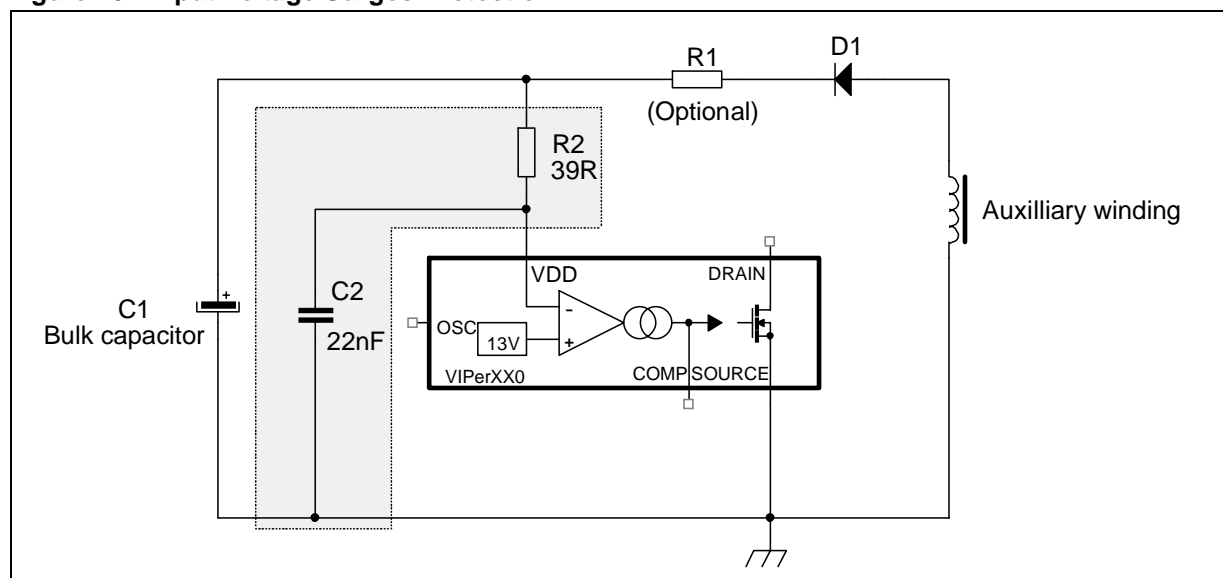 D1
R1
(Optional)
R2
39R
Auxilliary winding
VDD
DRAIN
C1
Bulk capacitor
+
C2
22nF
OSC
13V
-
+
VIPerXX0
COMP
SOURCE